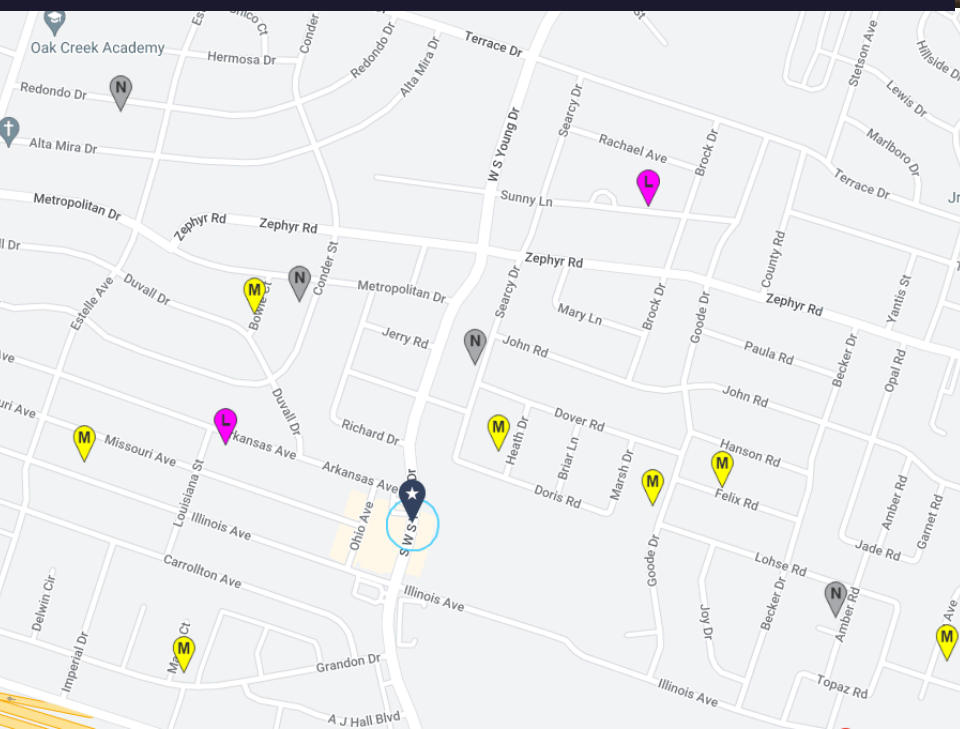 Oak Creek Academy
Hermosa Dr
Conder
Redondo Dr
Alta Mira Dr
Terrace Dr
Stetson Ave
Hillside Dr
Lewis Dr
Redondo Dr
N
Alta Mira Dr
Searcy Dr
W S Young Dr
Rachael Ave
Brock Dr
Marlboro Dr
Terrace Dr
L
Sunny Ln
Metropolitan Dr
Zephyr Rd
Zephyr Rd
Zephyr Rd
County Rd
Conder St
Duvall Dr
Estelle Ave
M
N
Metropolitan Dr
Searcy Dr
Brock Dr
Goode Dr
Zephyr Rd
Yantis St
Mary Ln
Jerry Rd
N
John Rd
Paula Rd
Becker Dr
Opal Rd
Duvall Dr
John Rd
L
M
Missouri Ave
Arkansas Ave
Richard Dr
M
Heath Dr
Dover Rd
Briar Ln
Marsh Dr
Hanson Rd
M
M
Felix Rd
Louisiana St
Doris Rd
Amber Rd
Garnet Rd
Illinois Ave
Ohio Ave
S W S
Jade Rd
Carrollton Ave
Illinois Ave
Goode Dr
Lohse Rd
Delwin Cir
Joy Dr
Becker Dr
N
Amber Rd
Ave
M
M
Ct
Imperial Dr
Grandon Dr
Illinois Ave
Topaz Rd
A J Hall Blvd